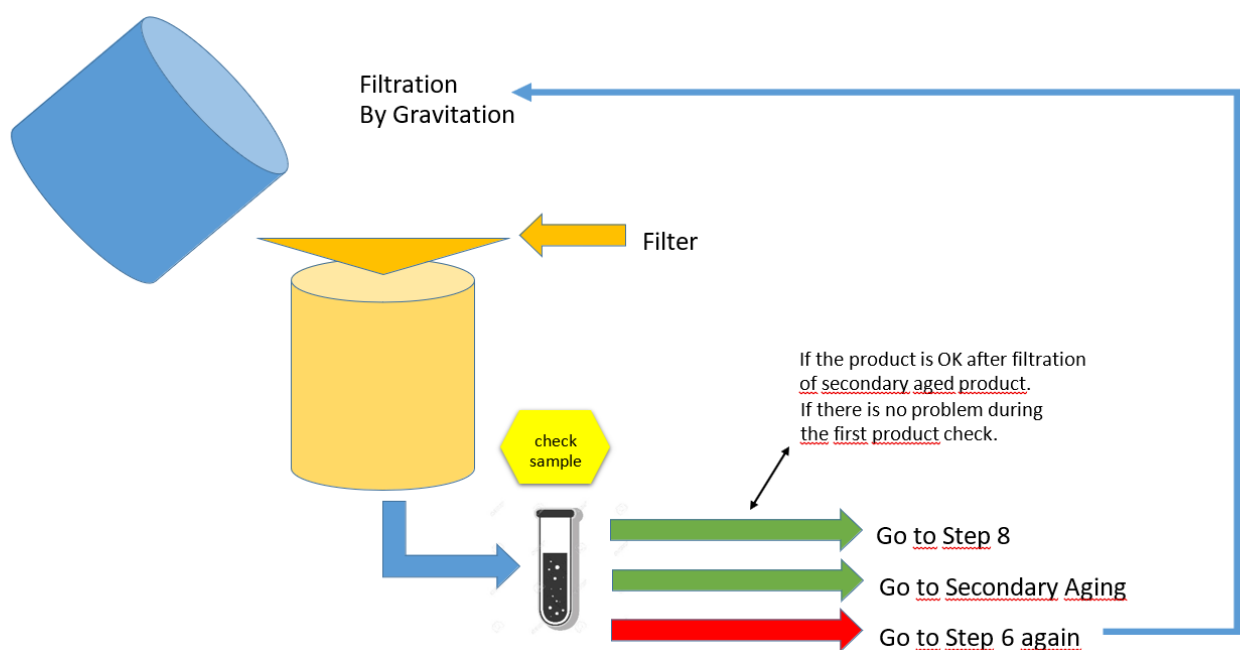 Filtration
By Gravitation
Filter
If the product is OK after filtration
of secondary aged product.
If there is no problem during
the first product check.
check
sample
Go to Step 8
Go to Secondary Aging
Go to Step 6 again